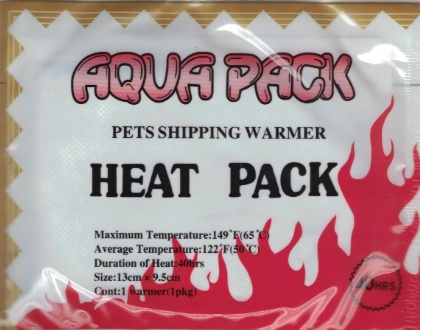 AQUA PACK
PETS SHIPPING WARMER
HEAT PACK
Maximum Temperature:149°F(65°C)
Average Temperature:122°F(50°C)
Duration of Heat:40hrs
Size:13cm × 9.5cm
Cont:1 warmer(1pkg)
40HRS